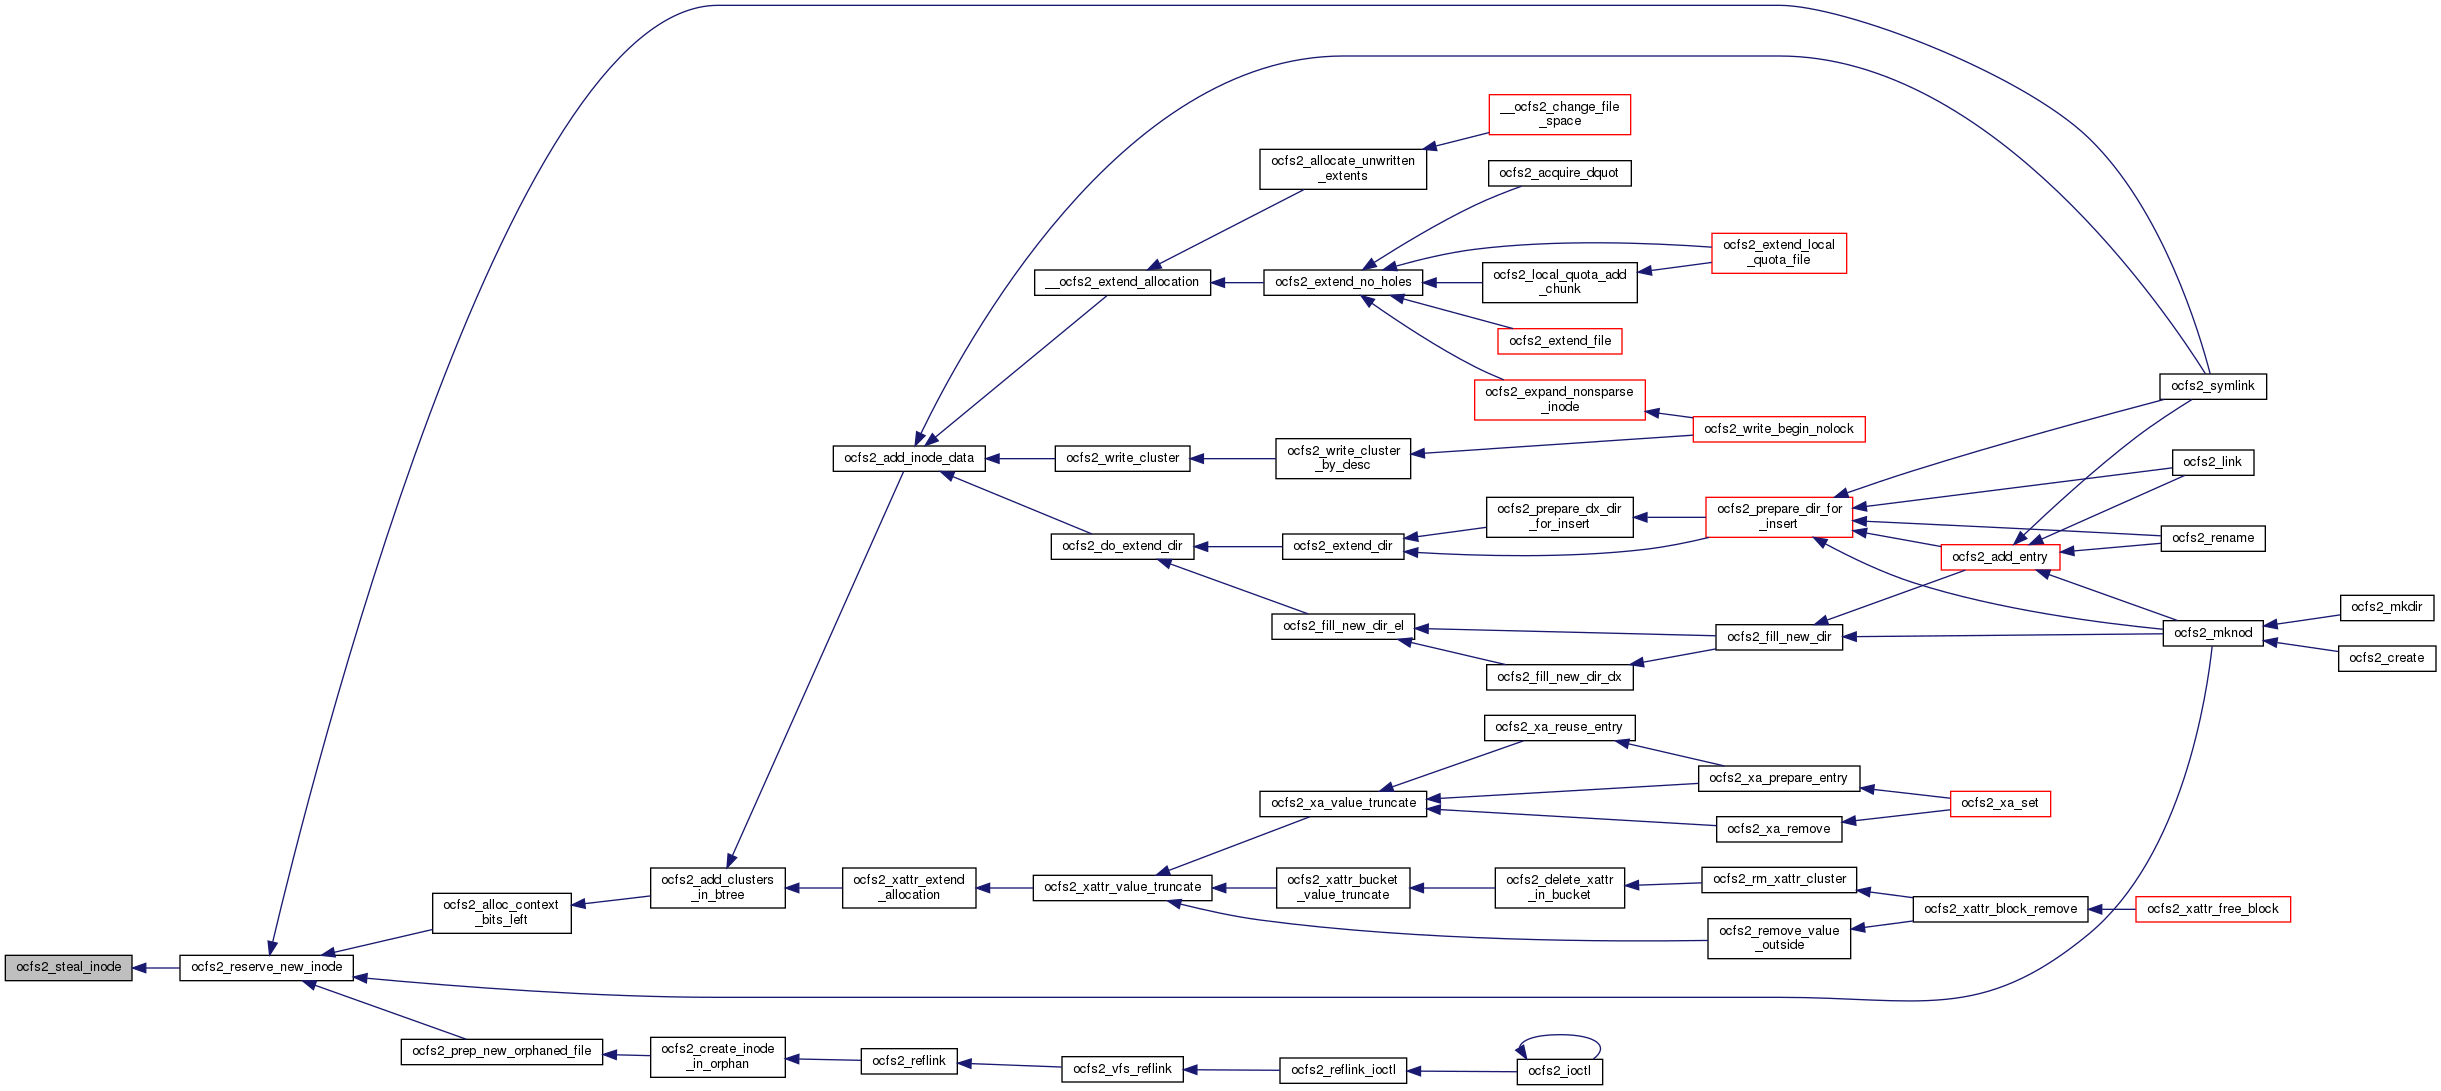 __ocfs2_change_file
_space
ocfs2_allocate_unwritten
_extents
ocfs2_acquire_dquot
ocfs2_extend_local
_quota_file
__ocfs2_extend_allocation
ocfs2_extend_no_holes
ocfs2_local_quota_add
_chunk
ocfs2_extend_file
ocfs2_symlink
ocfs2_expand_nonsparse
_inode
ocfs2_write_begin_nolock
ocfs2_add_inode_data
ocfs2_write_cluster
ocfs2_write_cluster
_by_desc
ocfs2_link
ocfs2_prepare_dx_dir
_for_insert
ocfs2_prepare_dir_for
_insert
ocfs2_rename
ocfs2_do_extend_dir
ocfs2_extend_dir
ocfs2_add_entry
ocfs2_mkdir
ocfs2_fill_new_dir_el
ocfs2_fill_new_dir
ocfs2_mknod
ocfs2_create
ocfs2_fill_new_dir_dx
ocfs2_xa_reuse_entry
ocfs2_xa_prepare_entry
ocfs2_xa_value_truncate
ocfs2_xa_set
ocfs2_xa_remove
ocfs2_add_clusters
_in_btree
ocfs2_xattr_extend
_allocation
ocfs2_xattr_value_truncate
ocfs2_xattr_bucket
_value_truncate
ocfs2_delete_xattr
_in_bucket
ocfs2_rm_xattr_cluster
ocfs2_alloc_context
_bits_left
ocfs2_xattr_block_remove
ocfs2_xattr_free_block
ocfs2_remove_value
_outside
ocfs2_steal_inode
ocfs2_reserve_new_inode
ocfs2_prep_new_orphaned_file
ocfs2_create_inode
_in_orphan
ocfs2_reflink
ocfs2_vfs_reflink
ocfs2_reflink_ioctl
ocfs2_ioctl